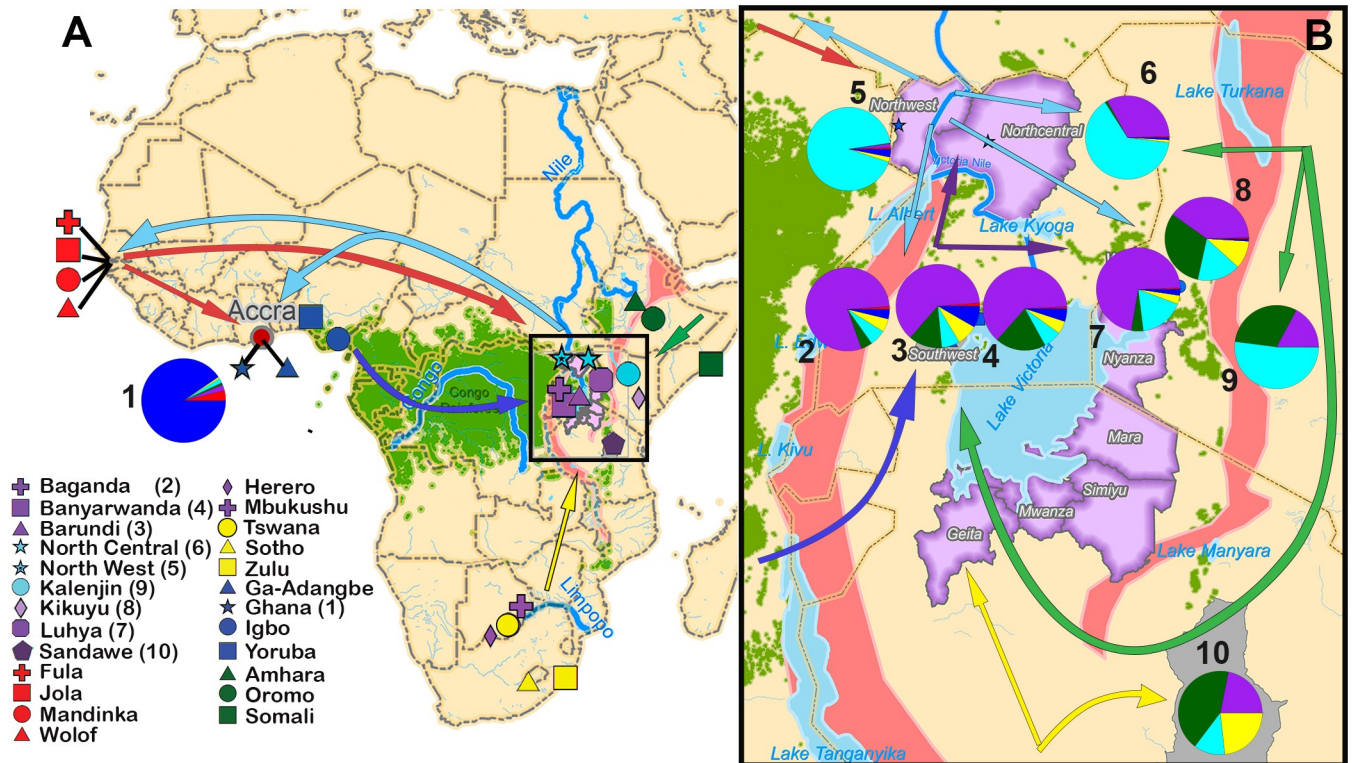 A
Nile
Accra
1
Congo
Congo
Limpopo
Baganda (2)
Banyarwanda (4)
Barundi (3)
North Central (6)
North West (5)
Kalenjin (9)
Kikuyu (8)
Luhya (7)
Sandawe (10)
Fula
Jola
Mandinka
Wolof
Herero
Mbukushu
Tswana
Sotho
Zulu
Ga-Adangbe
Ghana (1)
Igbo
Yoruba
Amhara
Oromo
Somali
B
6
5
Lake Turkana
Northwest
Northcentral
Victoria Nile
8
L. Albert
Lake Kyoga
2
3
Southwest
4
7
Lake Victoria
Nyanza
9
L. Kivu
Mara
Simiyu
Mwanza
Geita
Lake Manyara
10
Lake Tanganyika